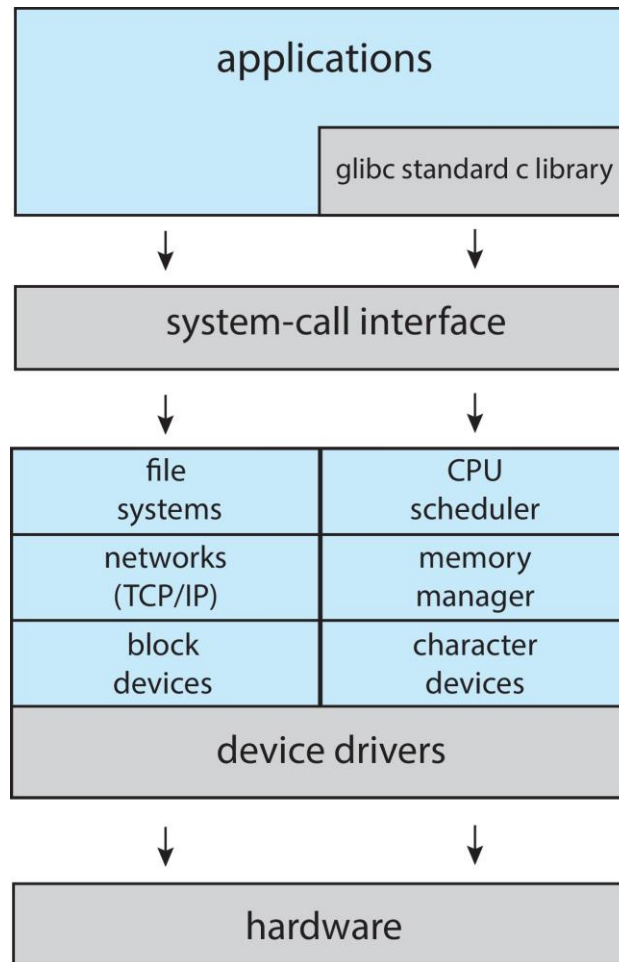 applications
glibc standard c library
system-call interface
file
systems
CPU
scheduler
networks
(TCP/IP)
memory
manager
block
devices
character
devices
device drivers
hardware